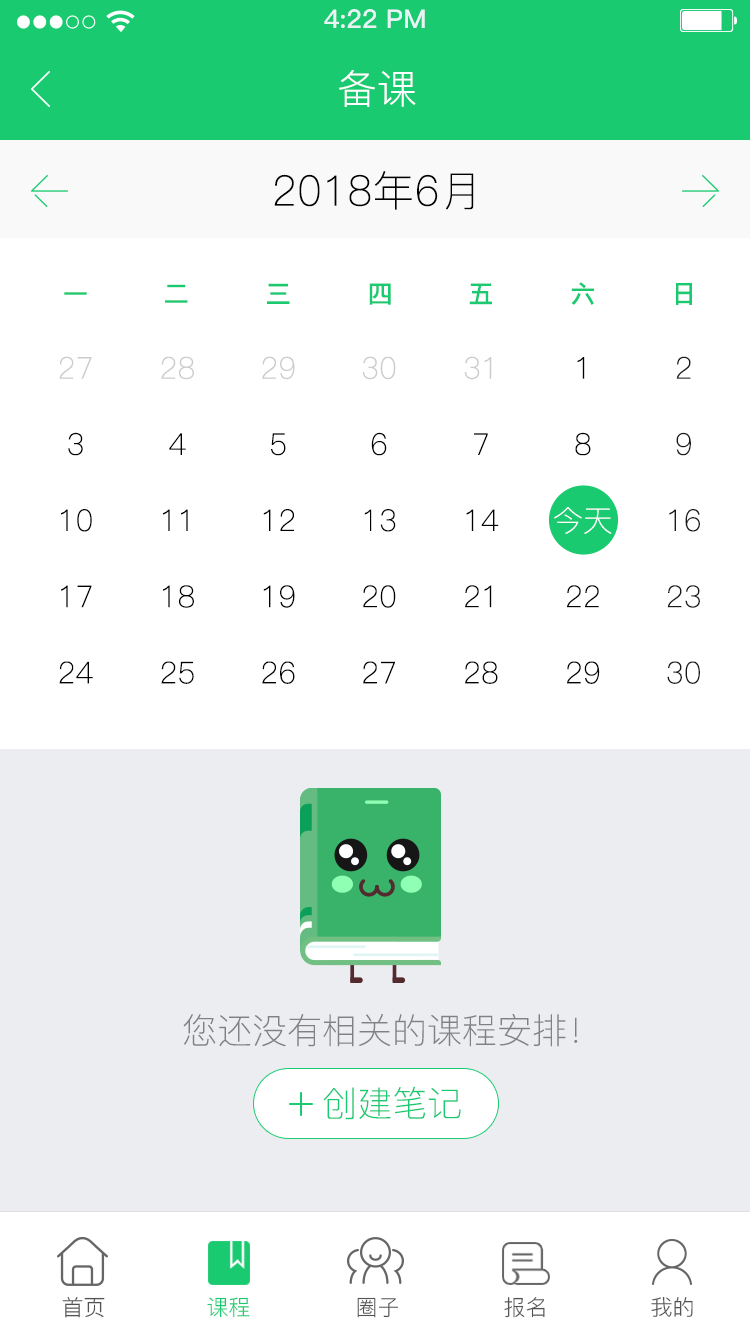 4:22 PM
备课
2018年6月
一 二 三 四 五 六 日
27 28 29 30 31 1 2
3 4 5 6 7 8 9
10 11 12 13 14 今天 16
17 18 19 20 21 22 23
24 25 26 27 28 29 30
您还没有相关的课程安排！
+ 创建笔记
首页 课程 圈子 报名 我的